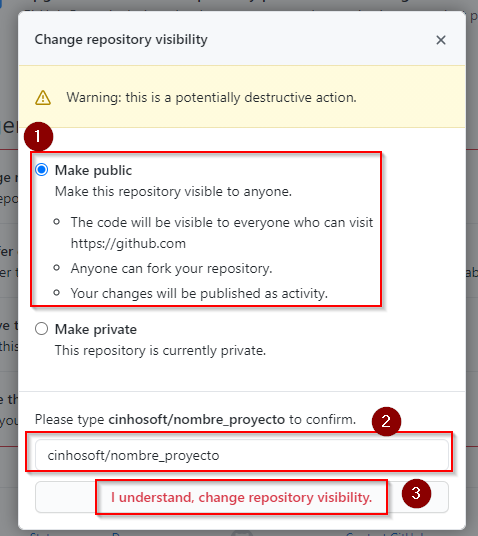 Change repository visibility
Warning: this is a potentially destructive action.
1
Make public
Make this repository visible to anyone.
The code will be visible to everyone who can visit
https://github.com
Anyone can fork your repository.
Your changes will be published as activity.
Make private
This repository is currently private.
Please type cinhosoft/nombre_proyecto to confirm.
2
cinhosoft/nombre_proyecto
I understand, change repository visibility.
3